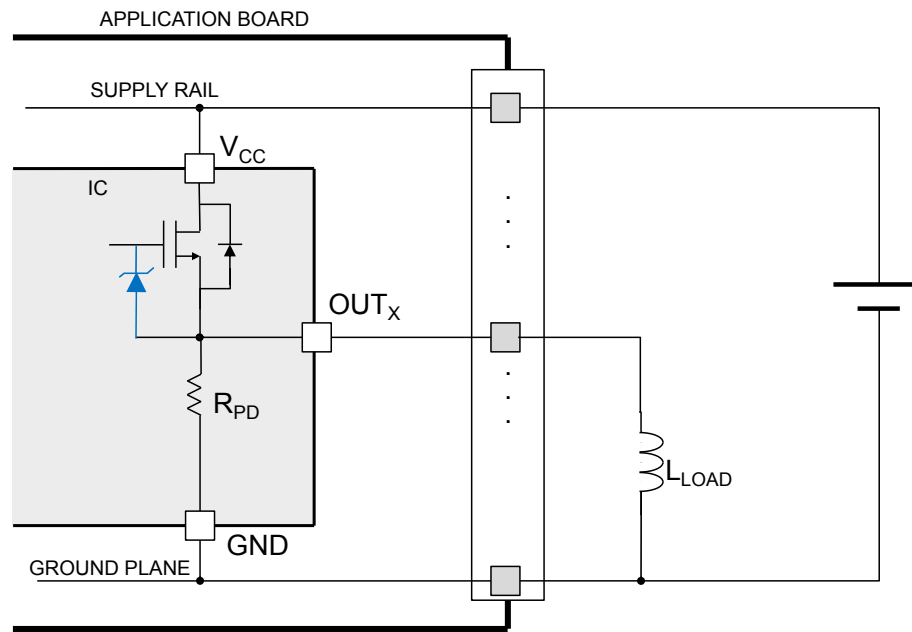 APPLICATION BOARD
SUPPLY RAIL
VCC
IC
OUTX
RPD
LLOAD
GND
GROUND PLANE